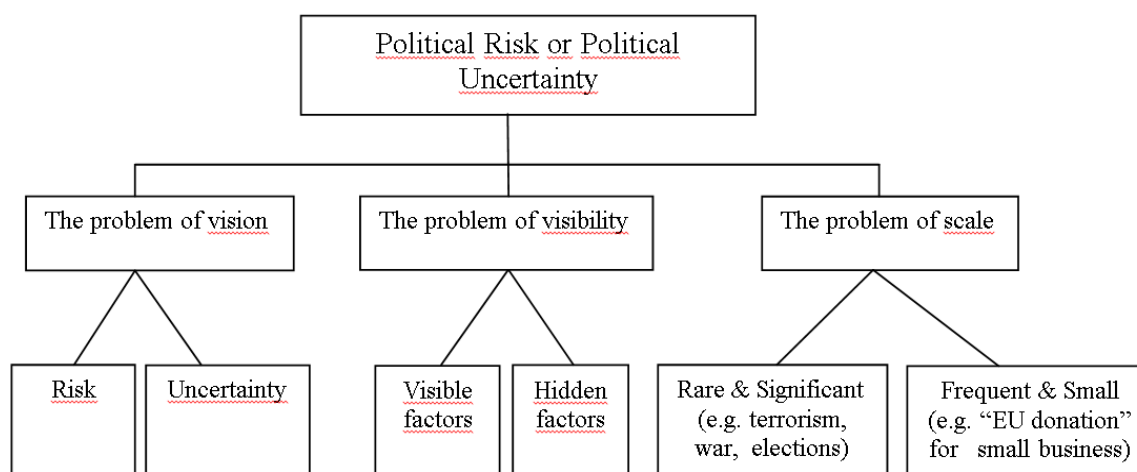 Political Risk or Political
Uncertainty
The problem of vision
The problem of visibility
The problem of scale
Risk
Uncertainty
Visible
factors
Hidden
factors
Rare & Significant
(e.g. terrorism,
war, elections)
Frequent & Small
(e.g. “EU donation”
for small business)